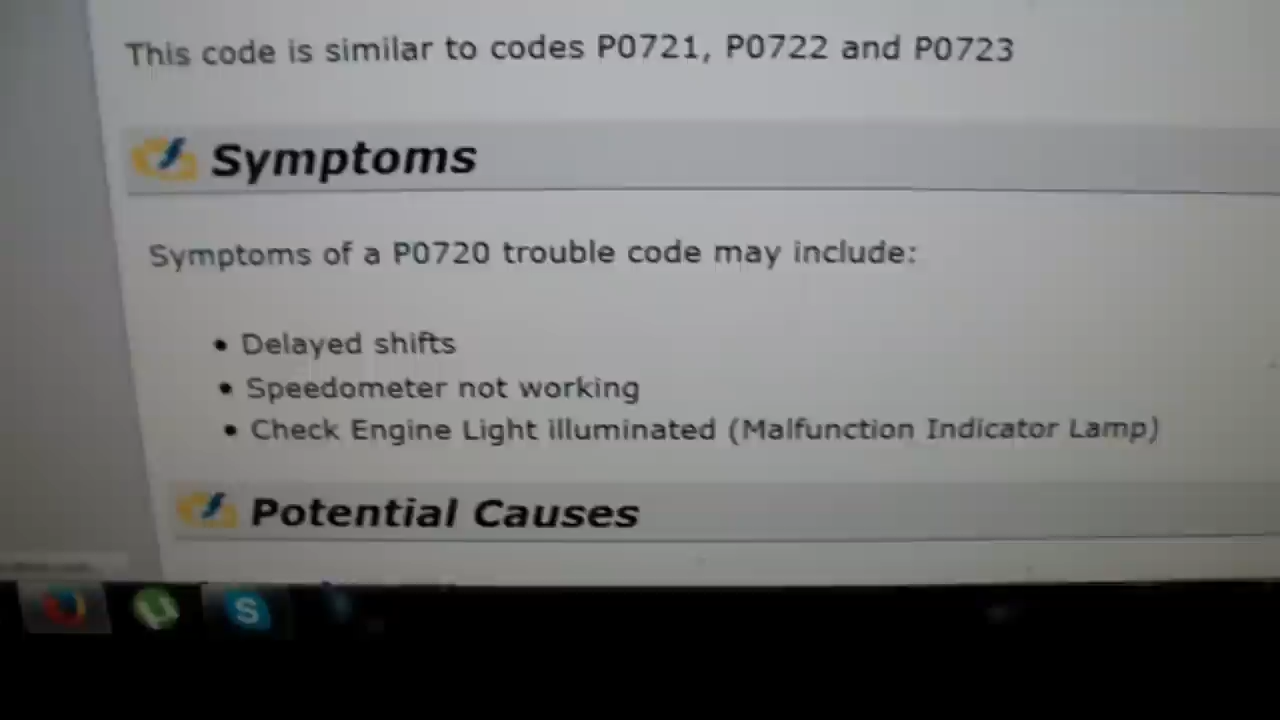 This code is similar to codes P0721, P0722 and P0723
Symptoms
Symptoms of a P0720 trouble code may include:
• Delayed shifts
• Speedometer not working
• Check Engine Light illuminated (Malfunction Indicator Lamp)
Potential Causes